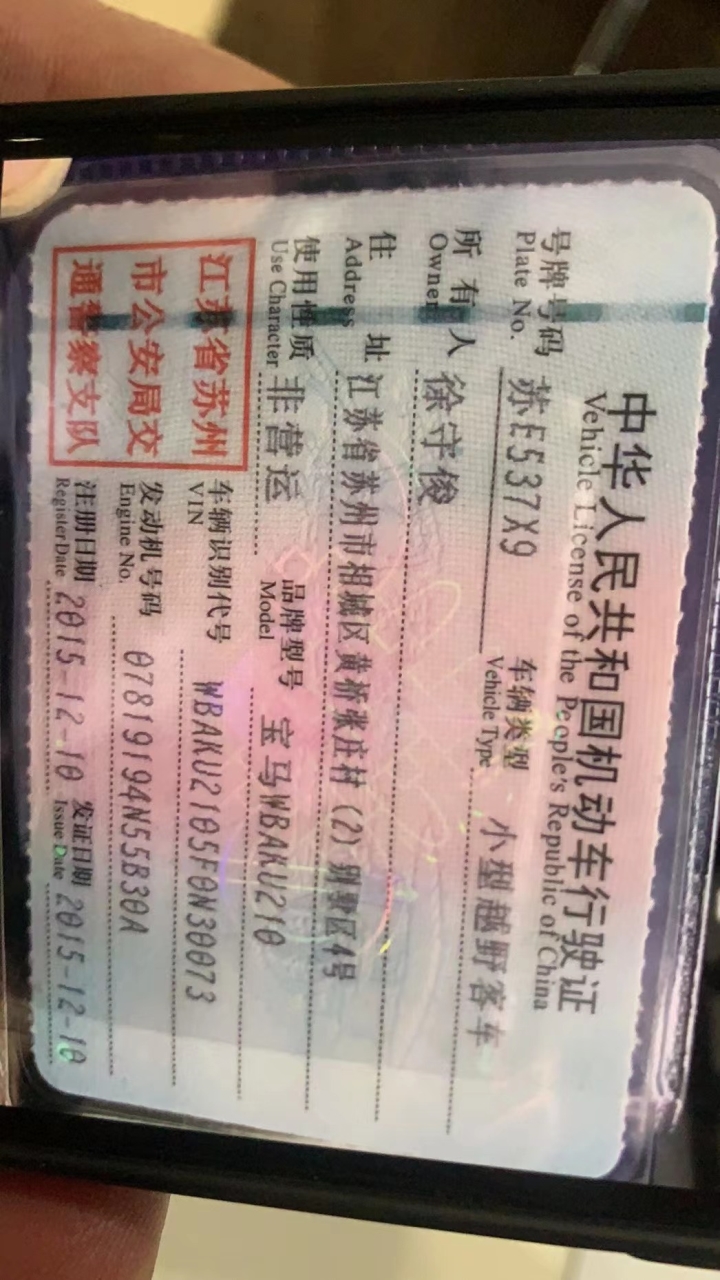 中华人民共和国机动车行驶证
Vehicle License of the People's Republic of China
号牌号码 苏E537X9 车辆类型 小型越野客车
Plate No. Vehicle Type
所有人 徐守俊
Owner
住址 江苏省苏州市相城区黄桥张庄村(2)别墅区4号
Address
使用性质 非营运 品牌型号 宝马WBAKU210
Use Character Model
江苏省苏州
市公安局交
通警察支队
车辆识别代号 WBAKU2105F0N30073
VIN
发动机号码 07819194N55B30A
Engine No.
注册日期 2015-12-10 发证日期 2015-12-10
Register Date Issue Date